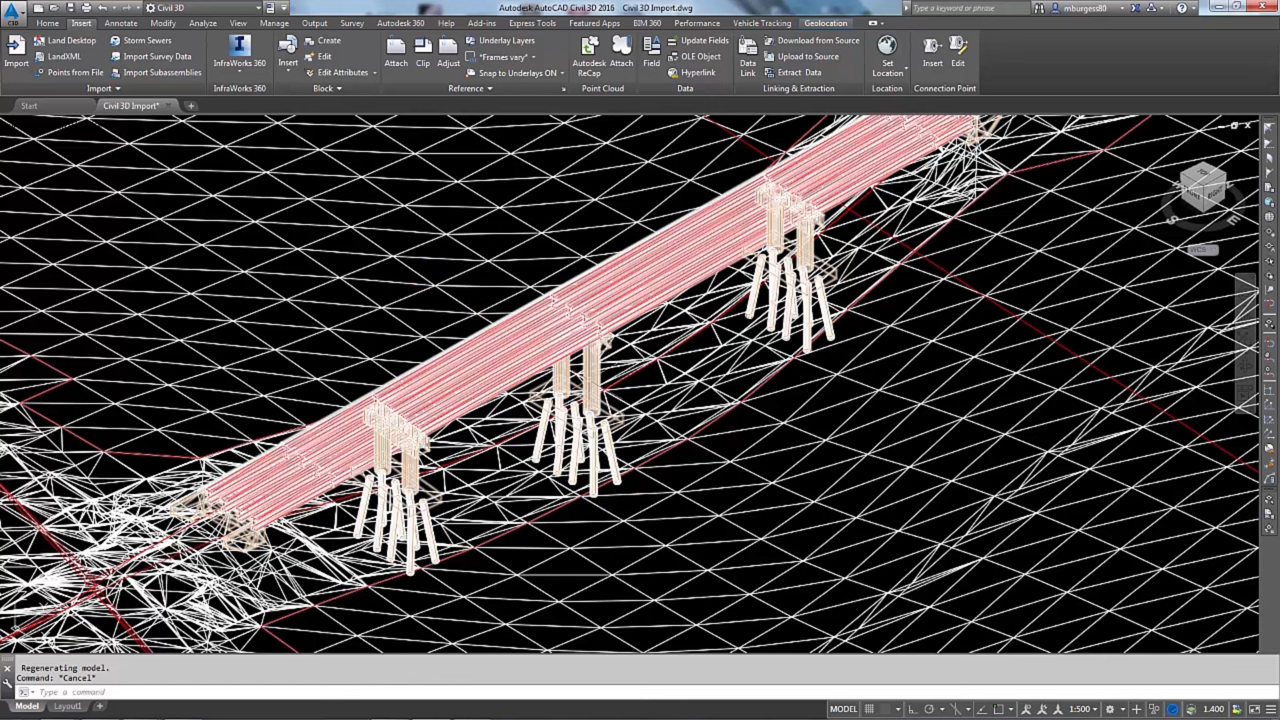 Civil 3D
Autodesk AutoCAD Civil 3D 2016 Civil 3D Import.dwg
Type a keyword or phrase
mburgess80
Home Insert Annotate Modify Analyze View Manage Output Survey Autodesk 360 Help Add-ins Express Tools Featured Apps BIM 360 Performance Vehicle Tracking Geolocation
Land Desktop Storm Sewers Create Underlay Layers Update Fields Download from Source
LandXML Import Survey Data Edit *Frames vary* OLE Object Upload to Source
Import Points from File Import Subassemblies InfraWorks 360 Insert Edit Attributes Attach Clip Adjust Snap to Underlays ON Autodesk ReCap Attach Field Hyperlink Data Link Extract Data Set Location Insert Edit
Import InfraWorks 360 Block Reference Point Cloud Data Linking & Extraction Location Connection Point
Start Civil 3D Import*
S E
WCS
Regenerating model.
Command: *Cancel*
Type a command
Model Layout1 MODEL 1:500 1.400